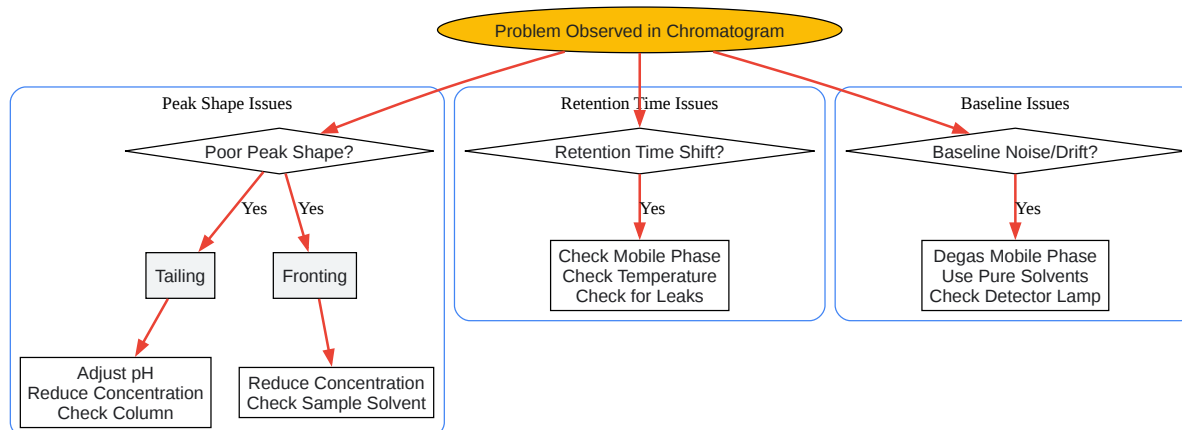 Problem Observed in Chromatogram
Peak Shape Issues
Retention Time Issues
Baseline Issues
Poor Peak Shape?
Retention Time Shift?
Baseline Noise/Drift?
Yes
Yes
Yes
Yes
Tailing
Fronting
Check Mobile Phase
Check Temperature
Check for Leaks
Degas Mobile Phase
Use Pure Solvents
Check Detector Lamp
Adjust pH
Reduce Concentration
Check Column
Reduce Concentration
Check Sample Solvent